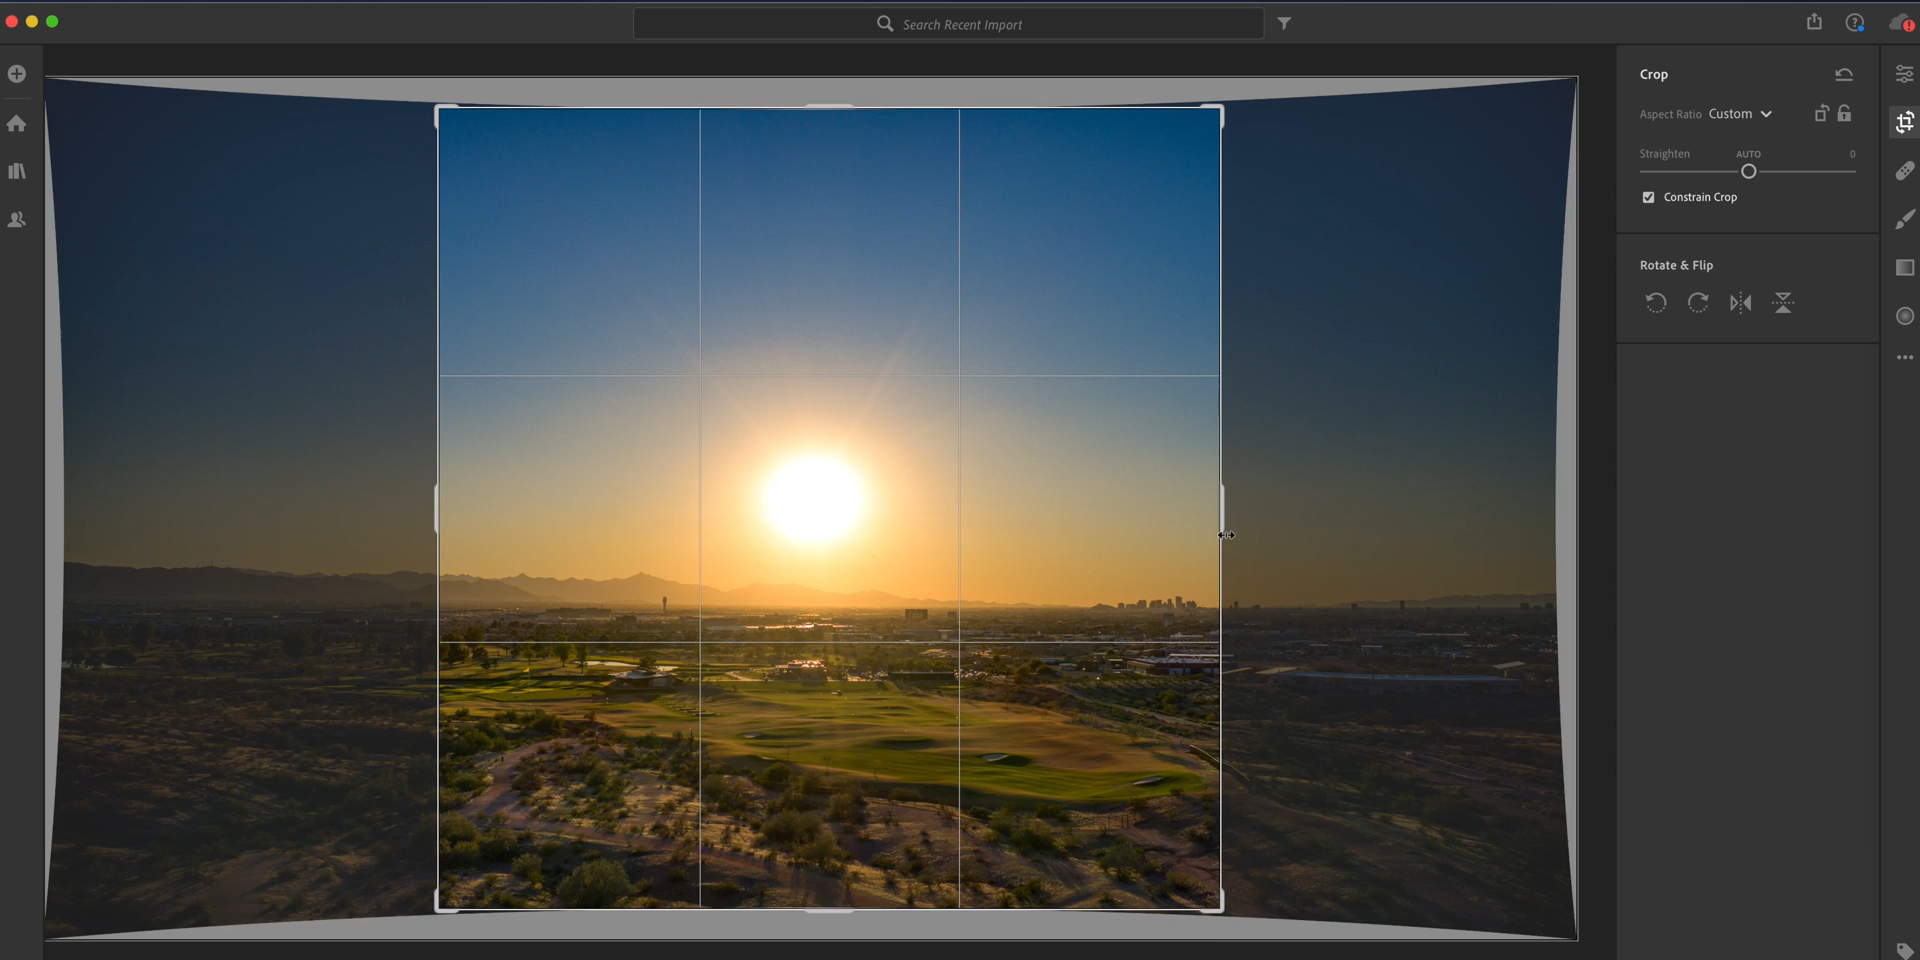 Search Recent Import
Crop
Aspect Ratio Custom
Straighten AUTO 0
Constrain Crop
Rotate & Flip